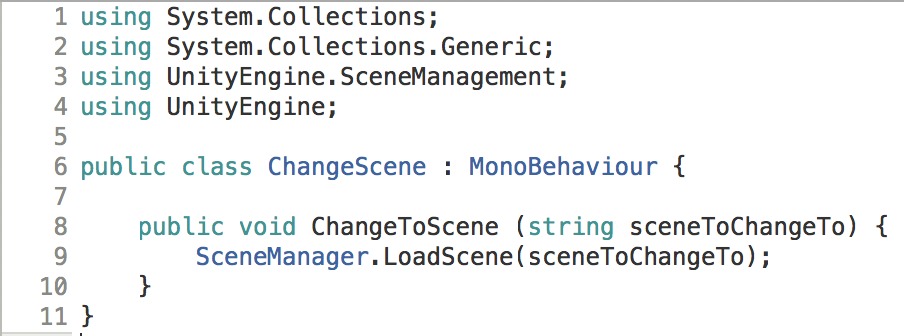 1 using System.Collections;
2 using System.Collections.Generic;
3 using UnityEngine.SceneManagement;
4 using UnityEngine;
5
6 public class ChangeScene : MonoBehaviour {
7
8     public void ChangeToScene (string sceneToChangeTo) {
9         SceneManager.LoadScene(sceneToChangeTo);
10     }
11 }